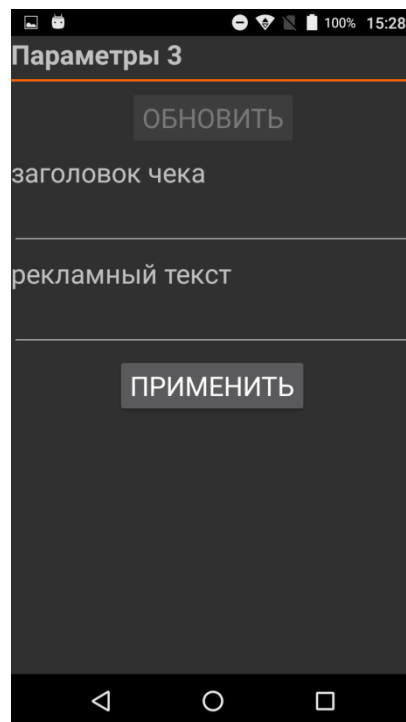 100% 15:28
Параметры 3
ОБНОВИТЬ
заголовок чека
рекламный текст
ПРИМЕНИТЬ